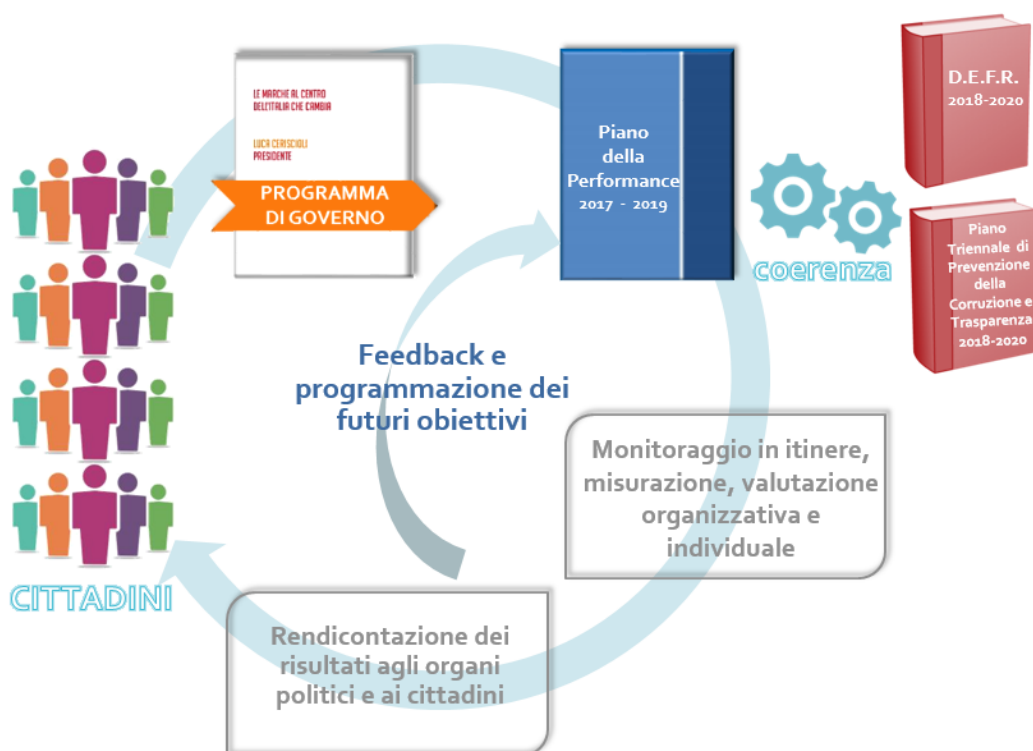 LE MARCHE AL CENTRO
DELL'ITALIA CHE CAMBIA
LUCA CERISCIOLI
PRESIDENTE
PROGRAMMA
DI GOVERNO
Piano
della
Performance
2017 - 2019
coerenza
D.E.F.R.
2018-2020
Piano
Triennale di
Prevenzione
della
Corruzione e
Trasparenza
2018-2020
Feedback e
programmazione dei
futuri obiettivi
Monitoraggio in itinere,
misurazione, valutazione
organizzativa e
individuale
CITTADINI
Rendicontazione dei
risultati agli organi
politici e ai cittadini